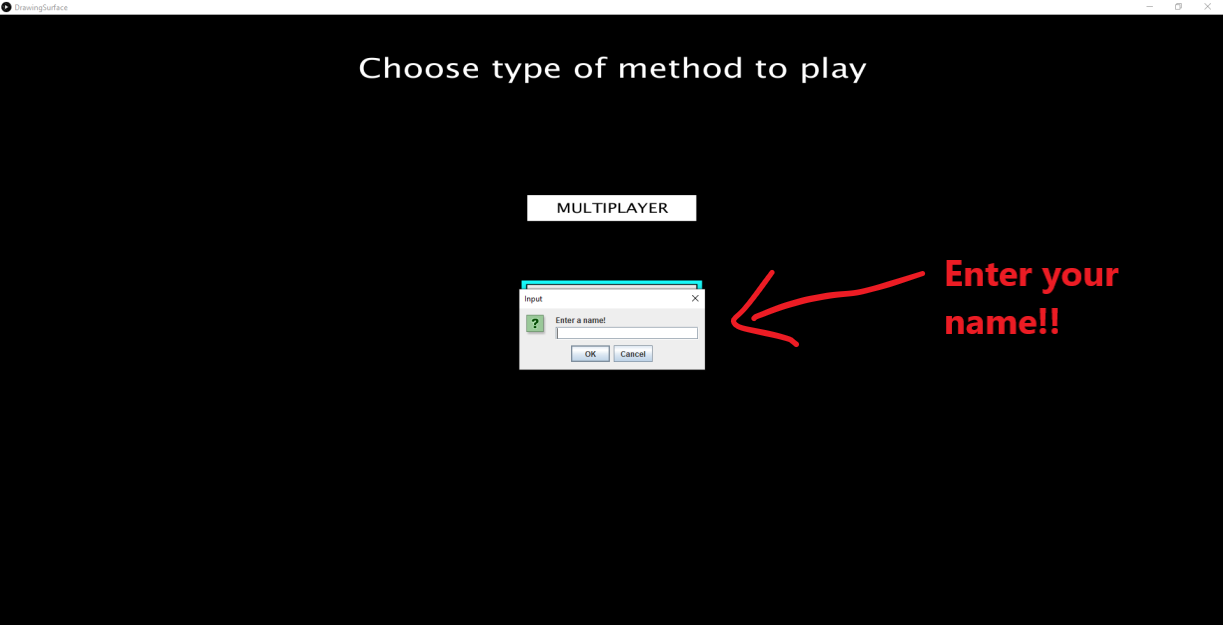 DrawingSurface
Choose type of method to play
MULTIPLAYER
Enter your
name!!
Input
?
Enter a name!
OK Cancel